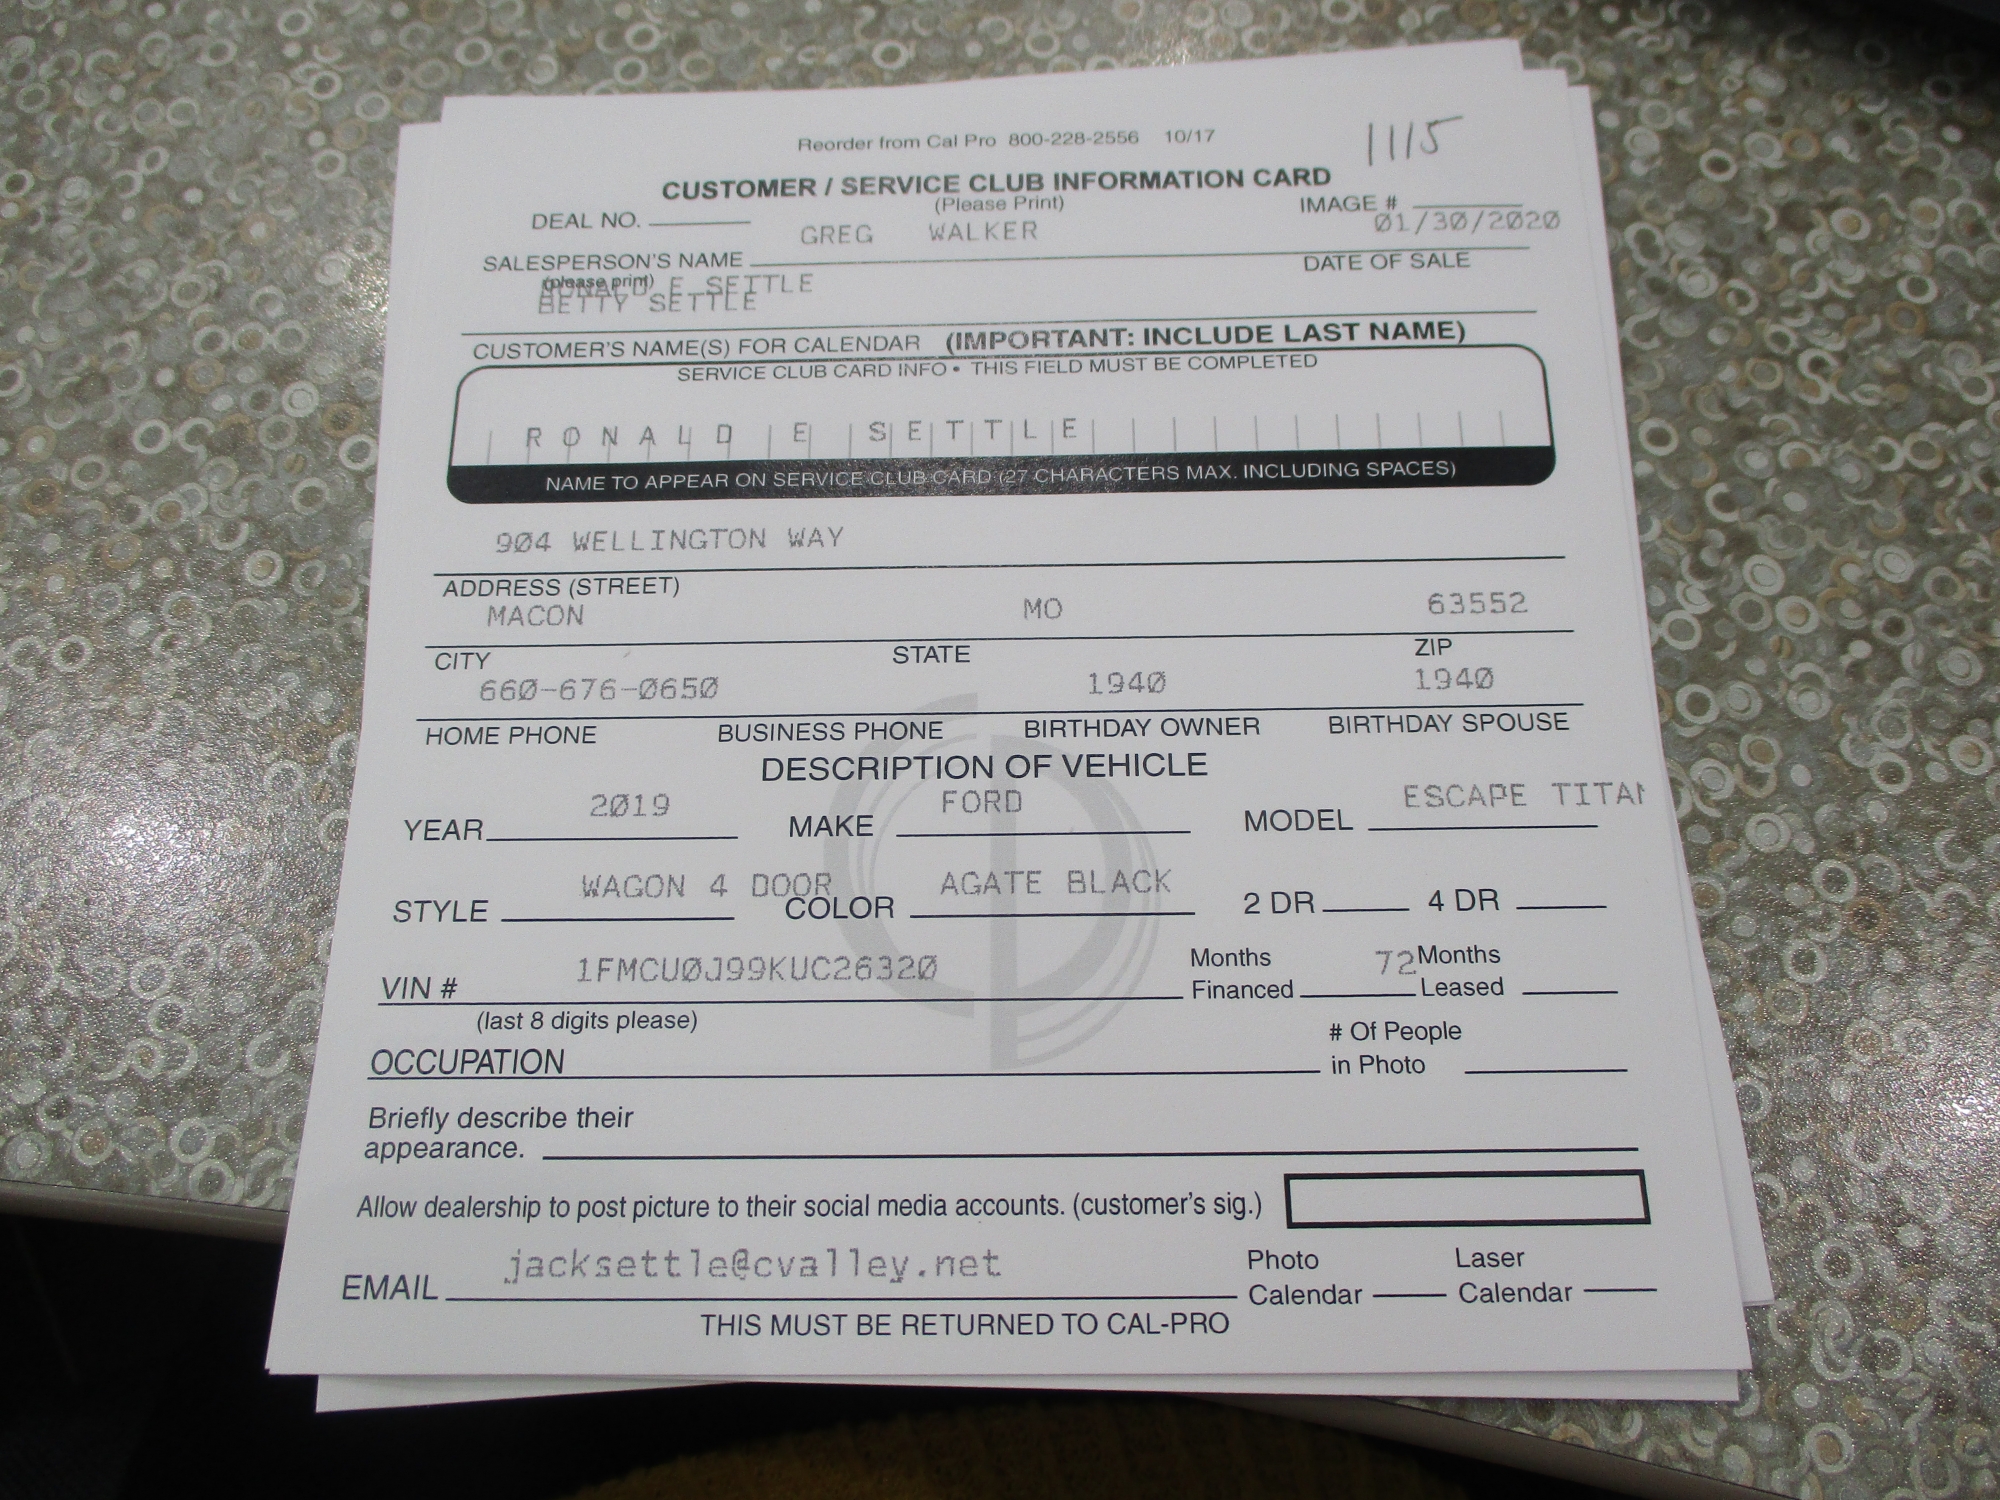 Reorder from Cal Pro 800-228-2556 10/17
1115
CUSTOMER / SERVICE CLUB INFORMATION CARD
(Please Print)
DEAL NO. IMAGE #
GREG WALKER 01/30/2020
SALESPERSON'S NAME DATE OF SALE
(please print) RONALD E SETTLE
BETTY SETTLE
CUSTOMER'S NAME(S) FOR CALENDAR (IMPORTANT: INCLUDE LAST NAME)
SERVICE CLUB CARD INFO • THIS FIELD MUST BE COMPLETED
RONALD E SETTLE
NAME TO APPEAR ON SERVICE CLUB CARD (27 CHARACTERS MAX. INCLUDING SPACES)
904 WELLINGTON WAY
ADDRESS (STREET)
MACON MO 63552
CITY STATE ZIP
660-676-0650 1940 1940
HOME PHONE BUSINESS PHONE BIRTHDAY OWNER BIRTHDAY SPOUSE
DESCRIPTION OF VEHICLE
YEAR 2019 MAKE FORD MODEL ESCAPE TITAN
STYLE WAGON 4 DOOR COLOR AGATE BLACK 2 DR 4 DR
VIN # 1FMCU0J99KUC26320 Months Financed 72 Months Leased
(last 8 digits please)
OCCUPATION # Of People in Photo
Briefly describe their
appearance.
Allow dealership to post picture to their social media accounts. (customer's sig.)
EMAIL jacksettle@cvalley.net Photo Calendar Laser Calendar
THIS MUST BE RETURNED TO CAL-PRO